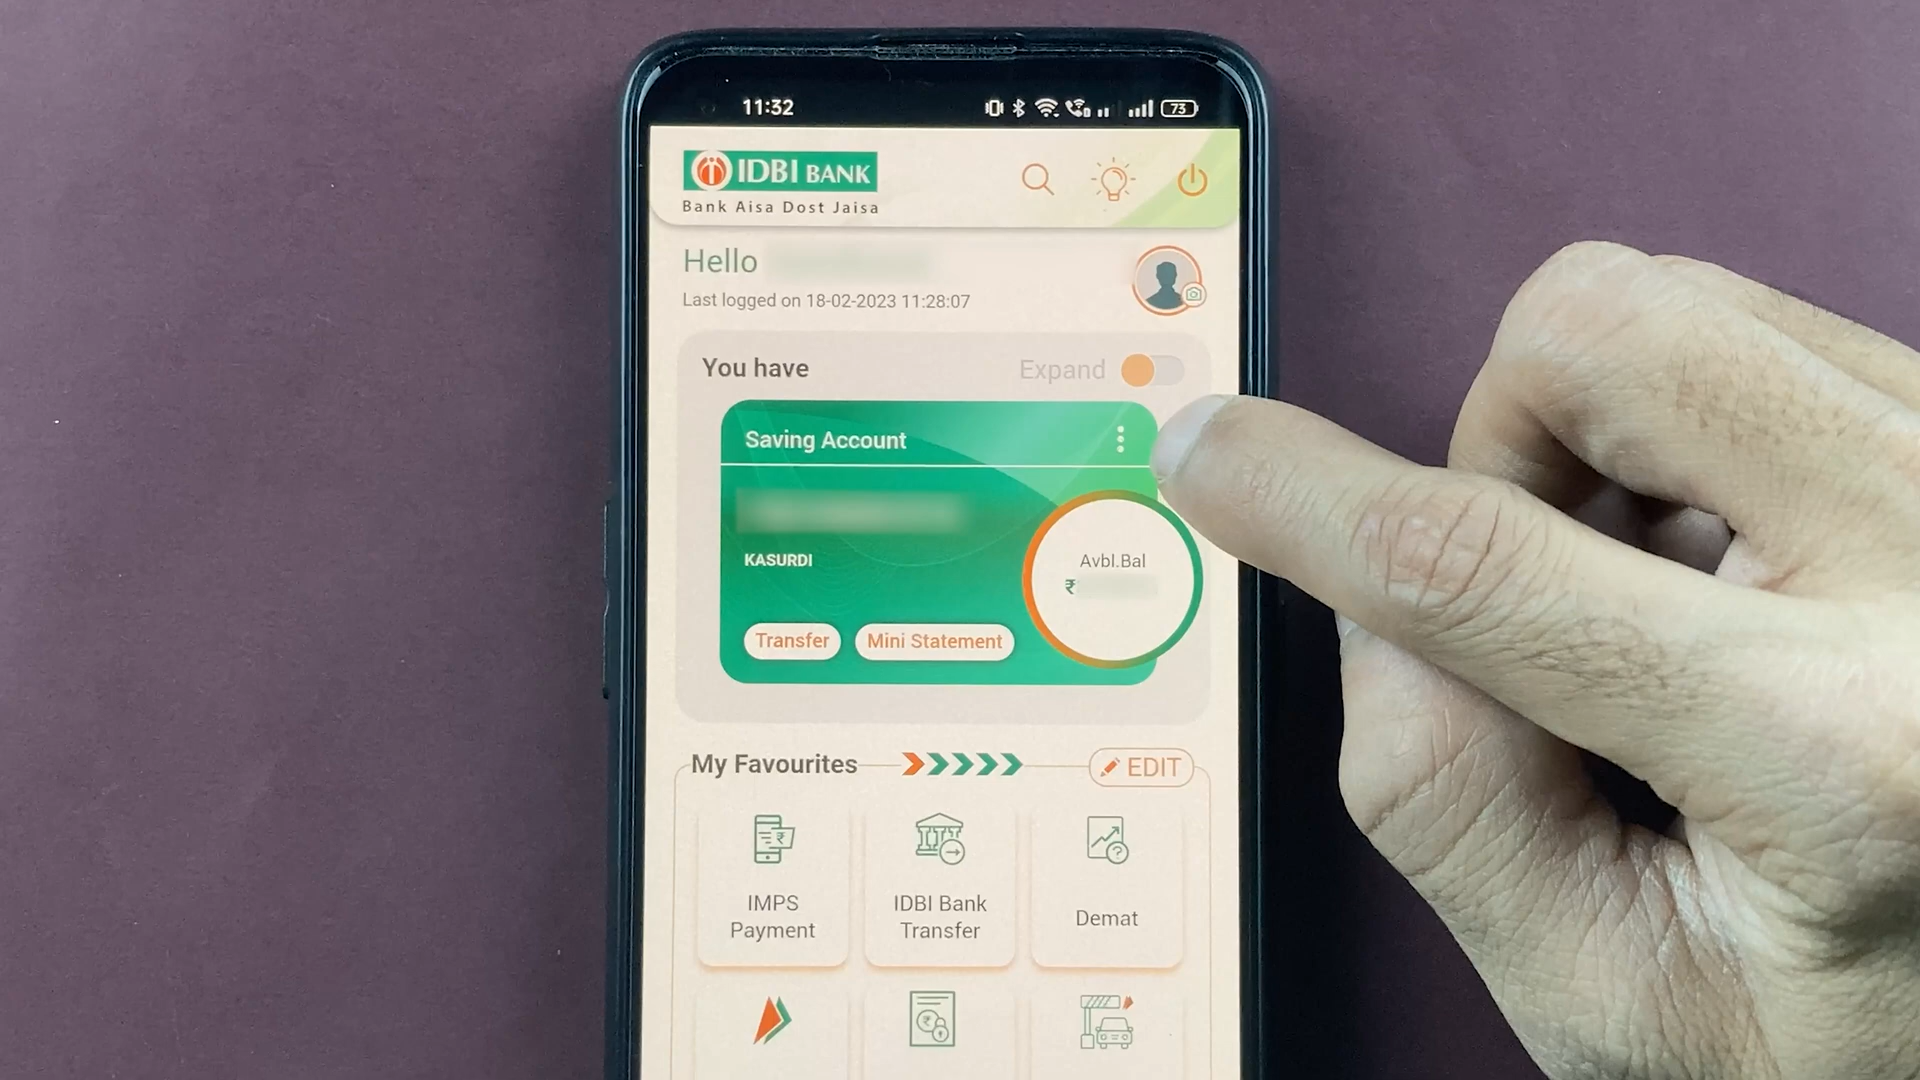 11:32
73
IDBI BANK
Bank Aisa Dost Jaisa
Hello
Last logged on 18-02-2023 11:28:07
You have
Expand
Saving Account
KASURDI
Avbl.Bal
₹
Transfer
Mini Statement
My Favourites
EDIT
IMPS
Payment
IDBI Bank
Transfer
Demat